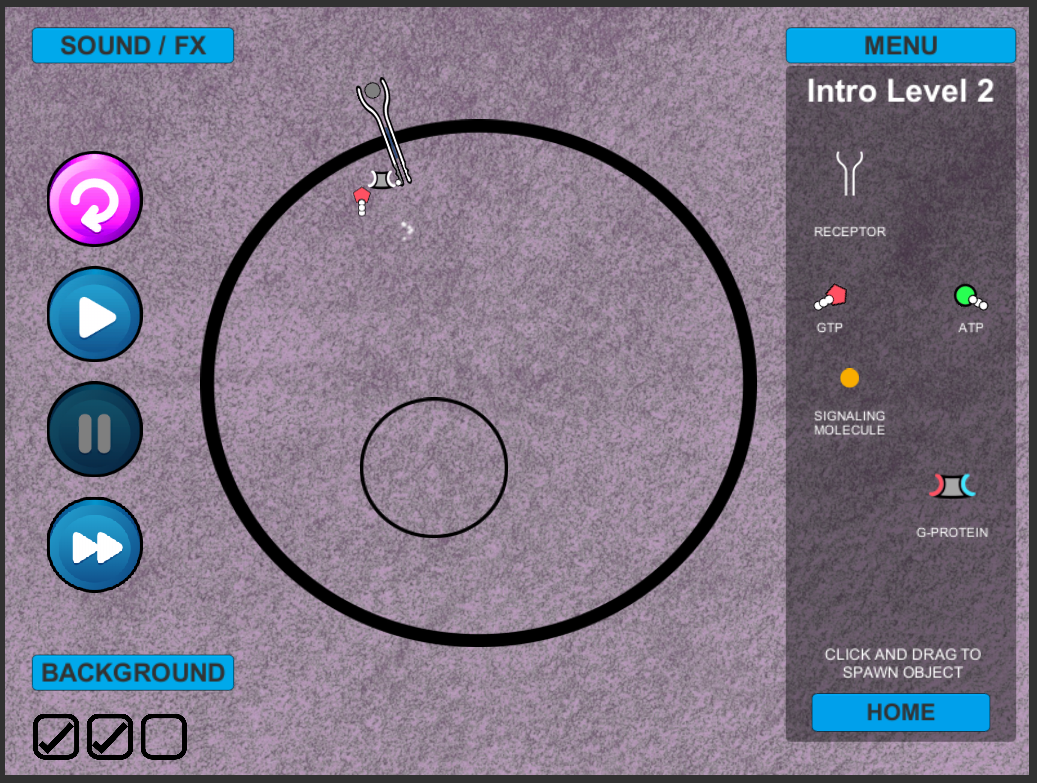 SOUND / FX
MENU
Intro Level 2
RECEPTOR
GTP
ATP
SIGNALING
MOLECULE
G-PROTEIN
CLICK AND DRAG TO
SPAWN OBJECT
BACKGROUND
HOME